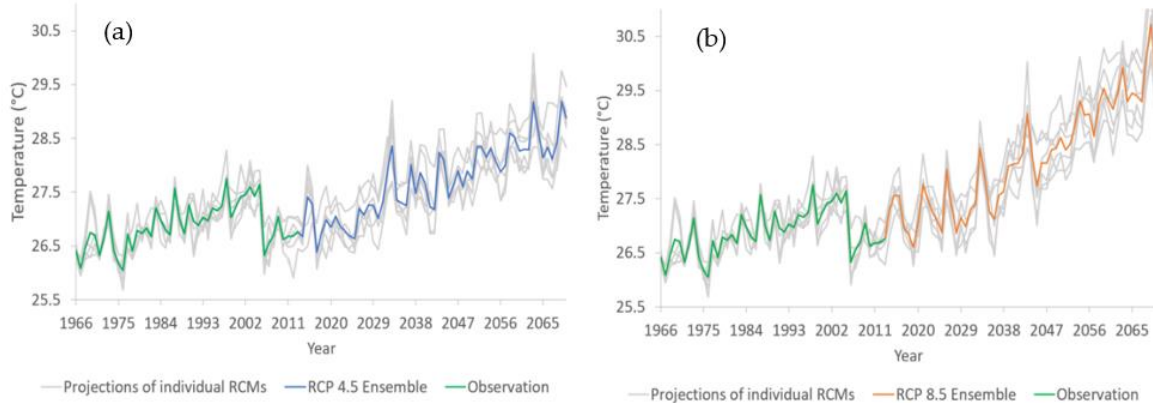 (a)
30.5
29.5
28.5
27.5
26.5
25.5
Temperature (°C)
1966 1975 1984 1993 2002 2011 2020 2029 2038 2047 2056 2065
Year
Projections of individual RCMs RCP 4.5 Ensemble Observation
(b)
30.5
29.5
28.5
27.5
26.5
25.5
Temperature (°C)
1966 1975 1984 1993 2002 2011 2020 2029 2038 2047 2056 2065
Year
Projections of individual RCMs RCP 8.5 Ensemble Observation